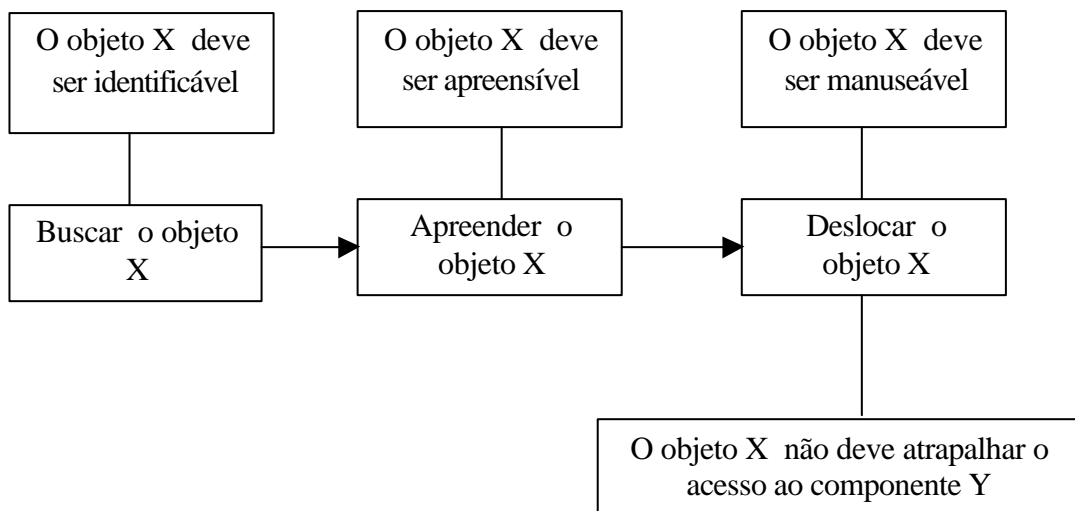 O objeto X deve
ser identificável
O objeto X deve
ser apreensível
O objeto X deve
ser manuseável
Buscar o objeto
X
Apreender o
objeto X
Deslocar o
objeto X
O objeto X não deve atrapalhar o
acesso ao componente Y